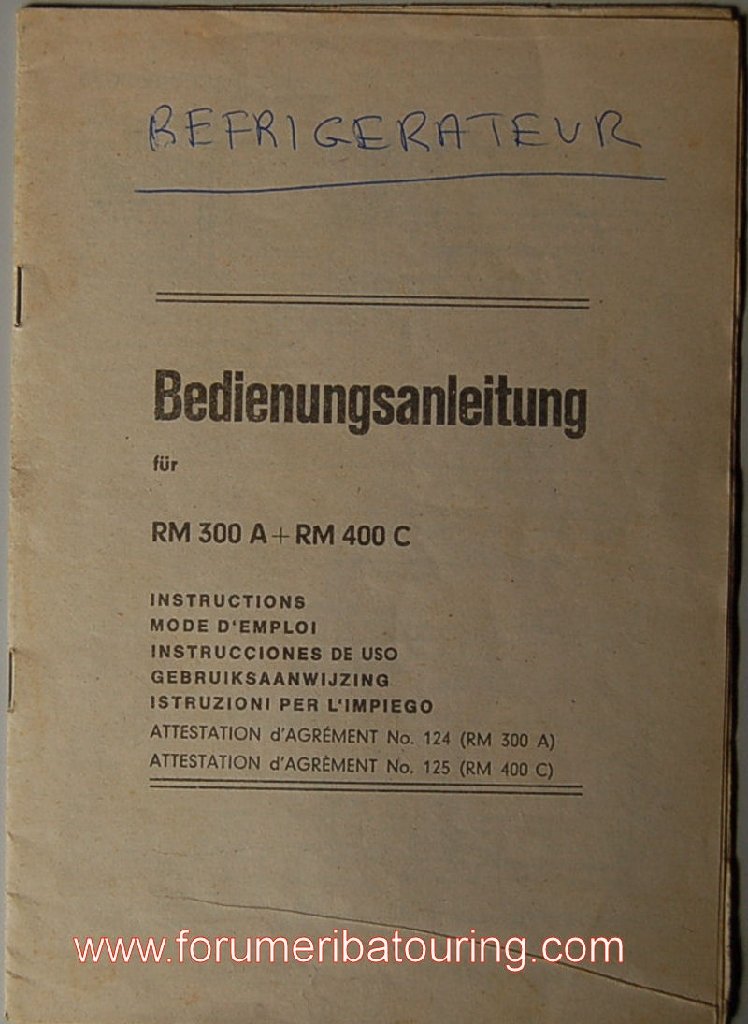 REFRIGERATEUR
Bedienungsanleitung
für
RM 300 A + RM 400 C
INSTRUCTIONS
MODE D'EMPLOI
INSTRUCCIONES DE USO
GEBRUIKSAANWIJZING
ISTRUZIONI PER L'IMPIEGO
ATTESTATION d'AGRÉMENT No. 124 (RM 300 A)
ATTESTATION d'AGRÉMENT No. 125 (RM 400 C)
www.forumeribatouring.com